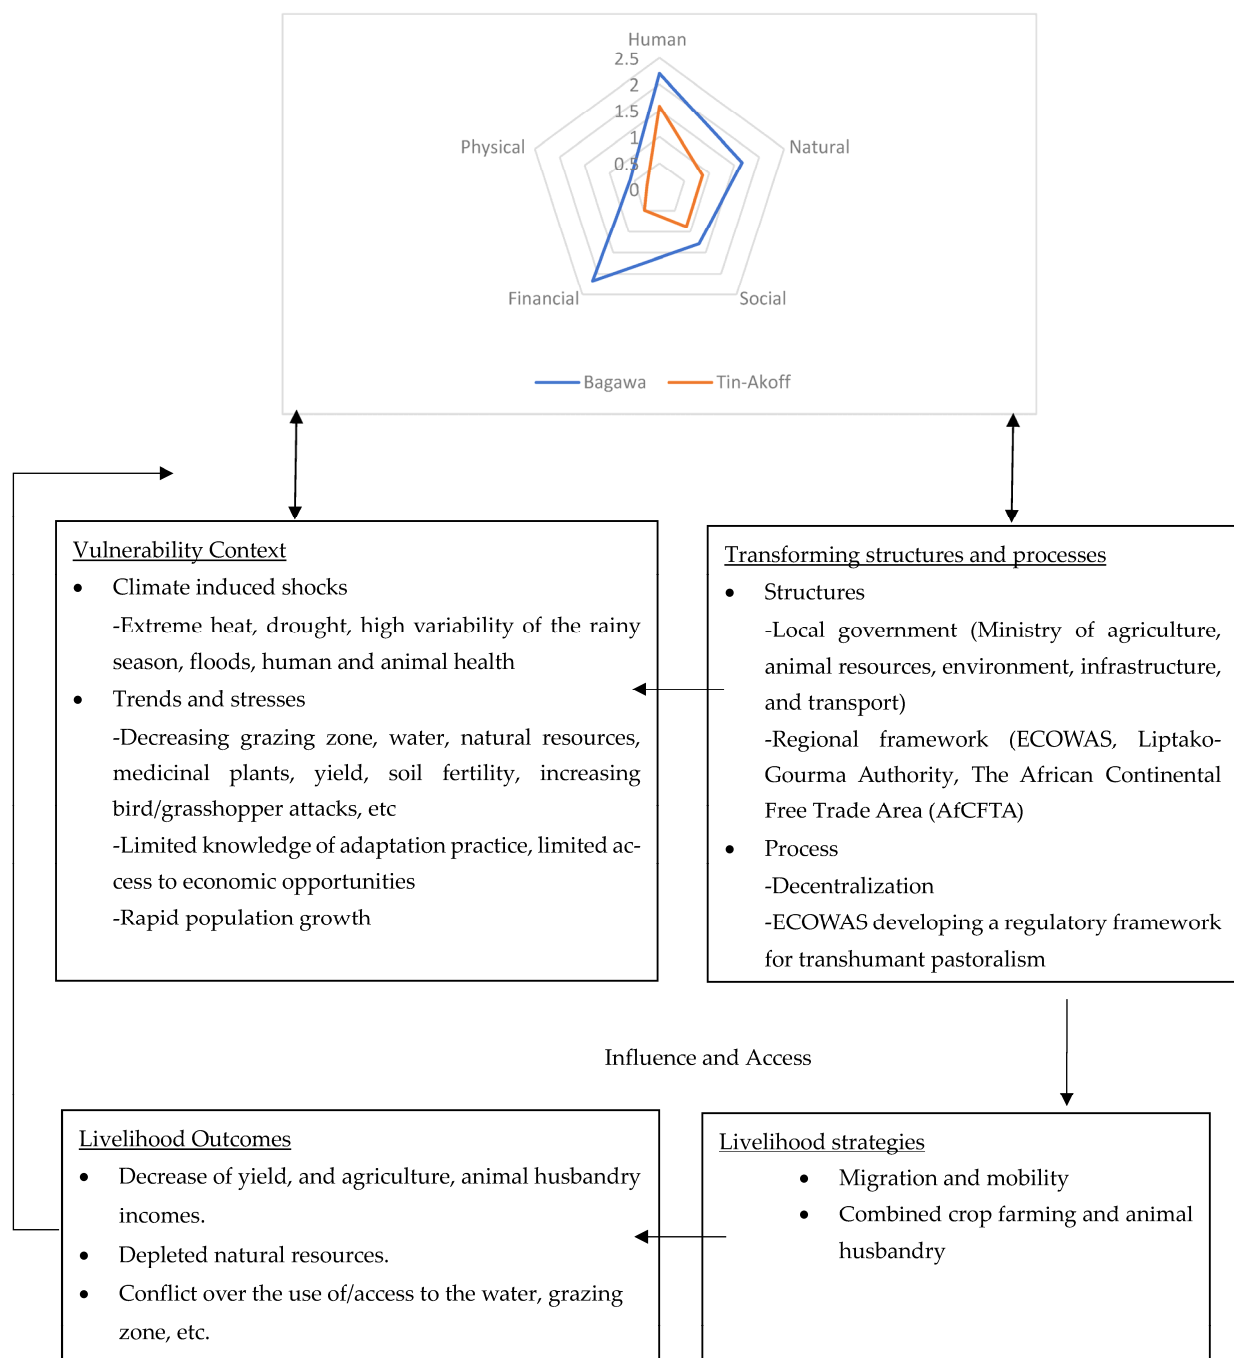 Human
2.5
2
1.5
1
0.5
0
Physical
Natural
Financial
Social
Bagawa
Tin-Akoff
Vulnerability Context
• Climate induced shocks
-Extreme heat, drought, high variability of the rainy
season, floods, human and animal health
• Trends and stresses
-Decreasing grazing zone, water, natural resources,
medicinal plants, yield, soil fertility, increasing
bird/grasshopper attacks, etc
-Limited knowledge of adaptation practice, limited ac-
cess to economic opportunities
-Rapid population growth
Transforming structures and processes
• Structures
-Local government (Ministry of agriculture,
animal resources, environment, infrastructure,
and transport)
-Regional framework (ECOWAS, Liptako-
Gourma Authority, The African Continental
Free Trade Area (AfCFTA)
• Process
-Decentralization
-ECOWAS developing a regulatory framework
for transhumant pastoralism
Influence and Access
Livelihood Outcomes
• Decrease of yield, and agriculture, animal husbandry
incomes.
• Depleted natural resources.
• Conflict over the use of/access to the water, grazing
zone, etc.
Livelihood strategies
• Migration and mobility
• Combined crop farming and animal
husbandry